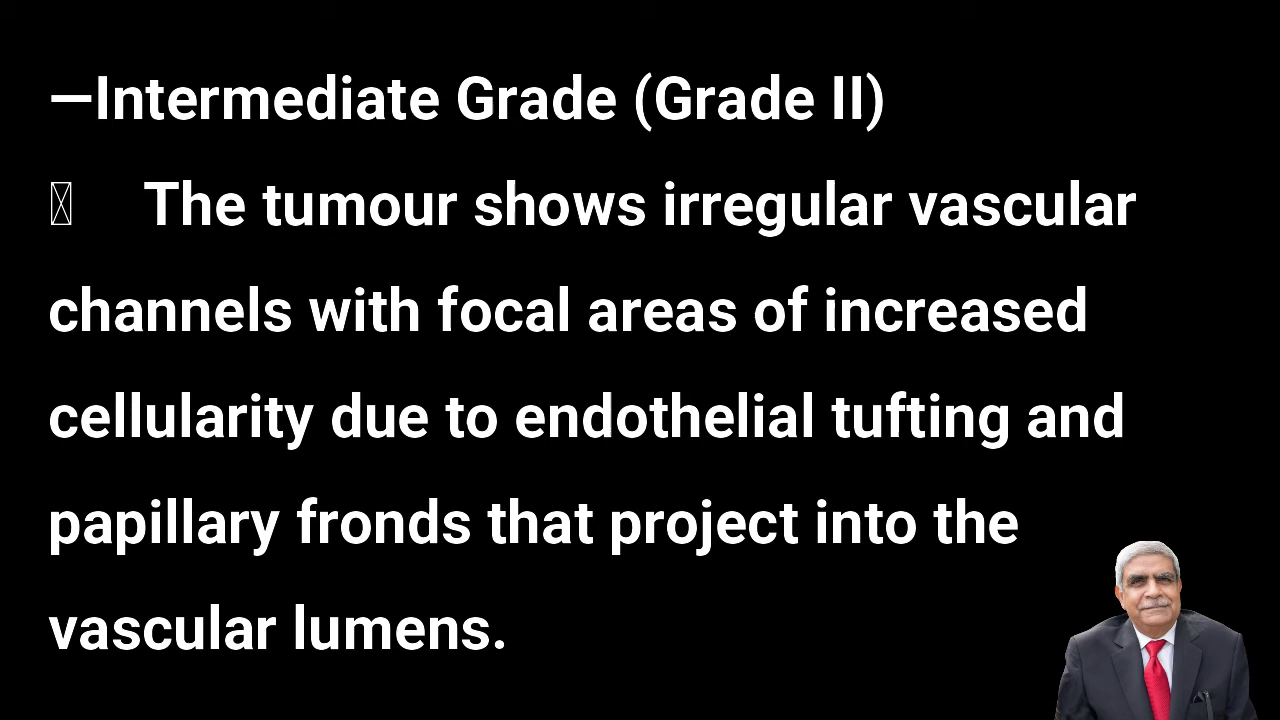 —Intermediate Grade (Grade II)
The tumour shows irregular vascular
channels with focal areas of increased
cellularity due to endothelial tufting and
papillary fronds that project into the
vascular lumens.